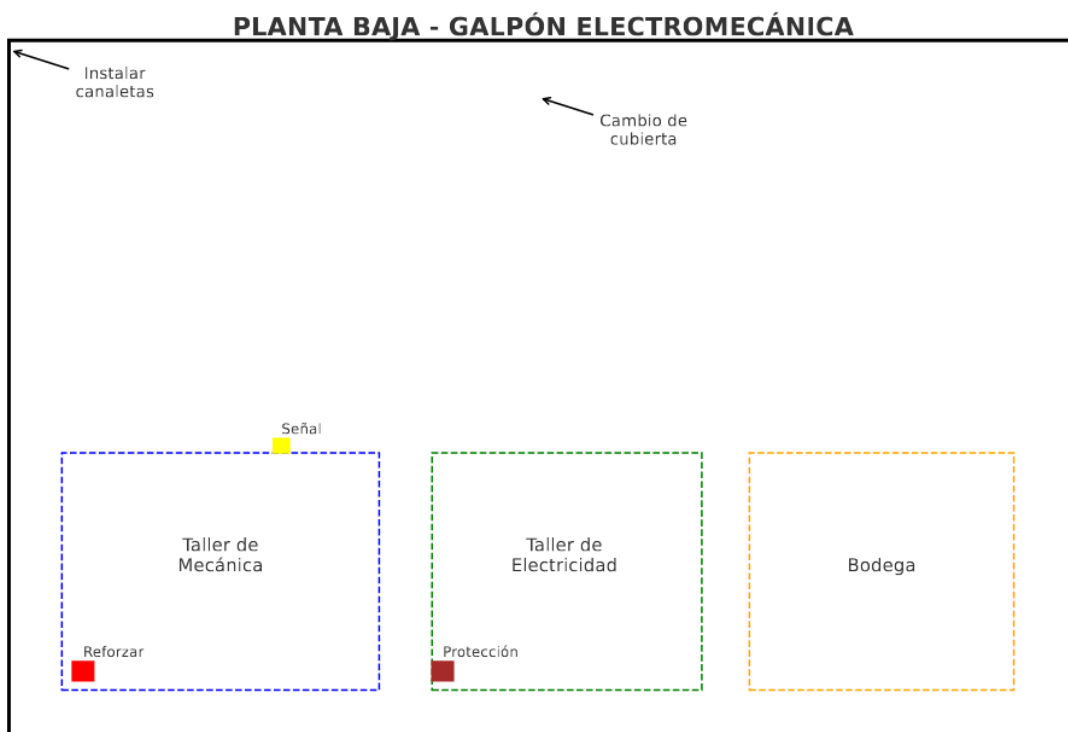 PLANTA BAJA - GALPÓN ELECTROMECÁNICA
Instalar
canaletas
Cambio de
cubierta
Señal
Taller de
Mecánica
Taller de
Electricidad
Bodega
Reforzar
Protección